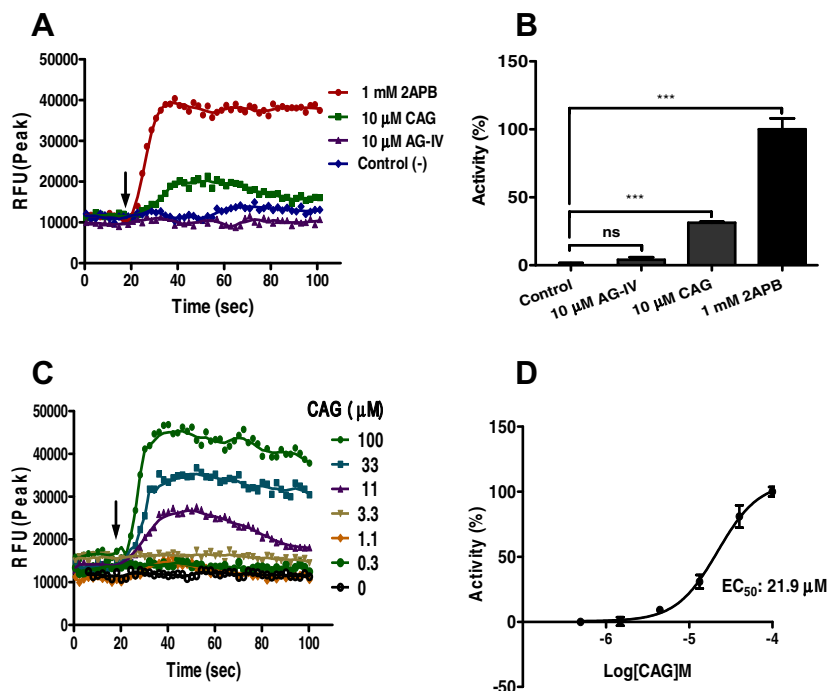 A
50000
40000
30000
20000
10000
0
RFU(Peak)
0 20 40 60 80 100
Time (sec)
1 mM 2APB
10 μM CAG
10 μM AG-IV
Control (-)
B
150
100
50
0
Activity (%)
***
***
ns
Control
10 μM AG-IV
10 μM CAG
1 mM 2APB
C
50000
40000
30000
20000
10000
0
RFU(Peak)
0 20 40 60 80 100
Time (sec)
CAG ( μM)
100
33
11
3.3
1.1
0.3
0
D
150
100
50
0
-50
Activity (%)
-6 -5 -4
EC50: 21.9 μM
Log[CAG]M